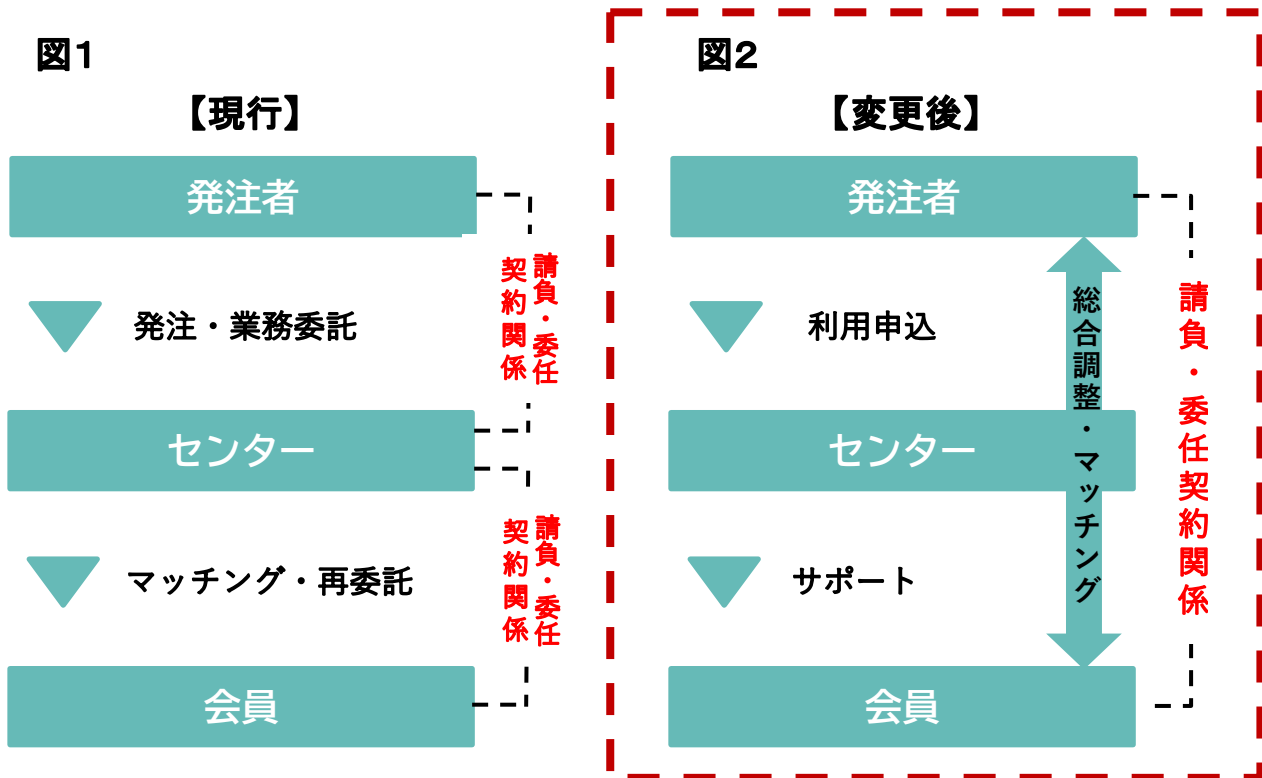 図1
【現行】
発注者
発注・業務委託
請負・委任
契約関係
センター
マッチング・再委託
請負・委任
契約関係
会員
図2
【変更後】
発注者
利用申込
総合調整・マッチング
請負・委任契約関係
センター
サポート
会員